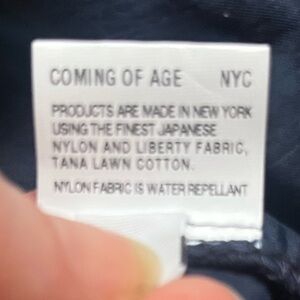 COMING OF AGE NYC
PRODUCTS ARE MADE IN NEW YORK
USING THE FINEST JAPANESE
NYLON AND LIBERTY FABRIC,
TANA LAWN COTTON.
NYLON FABRIC IS WATER REPELLANT